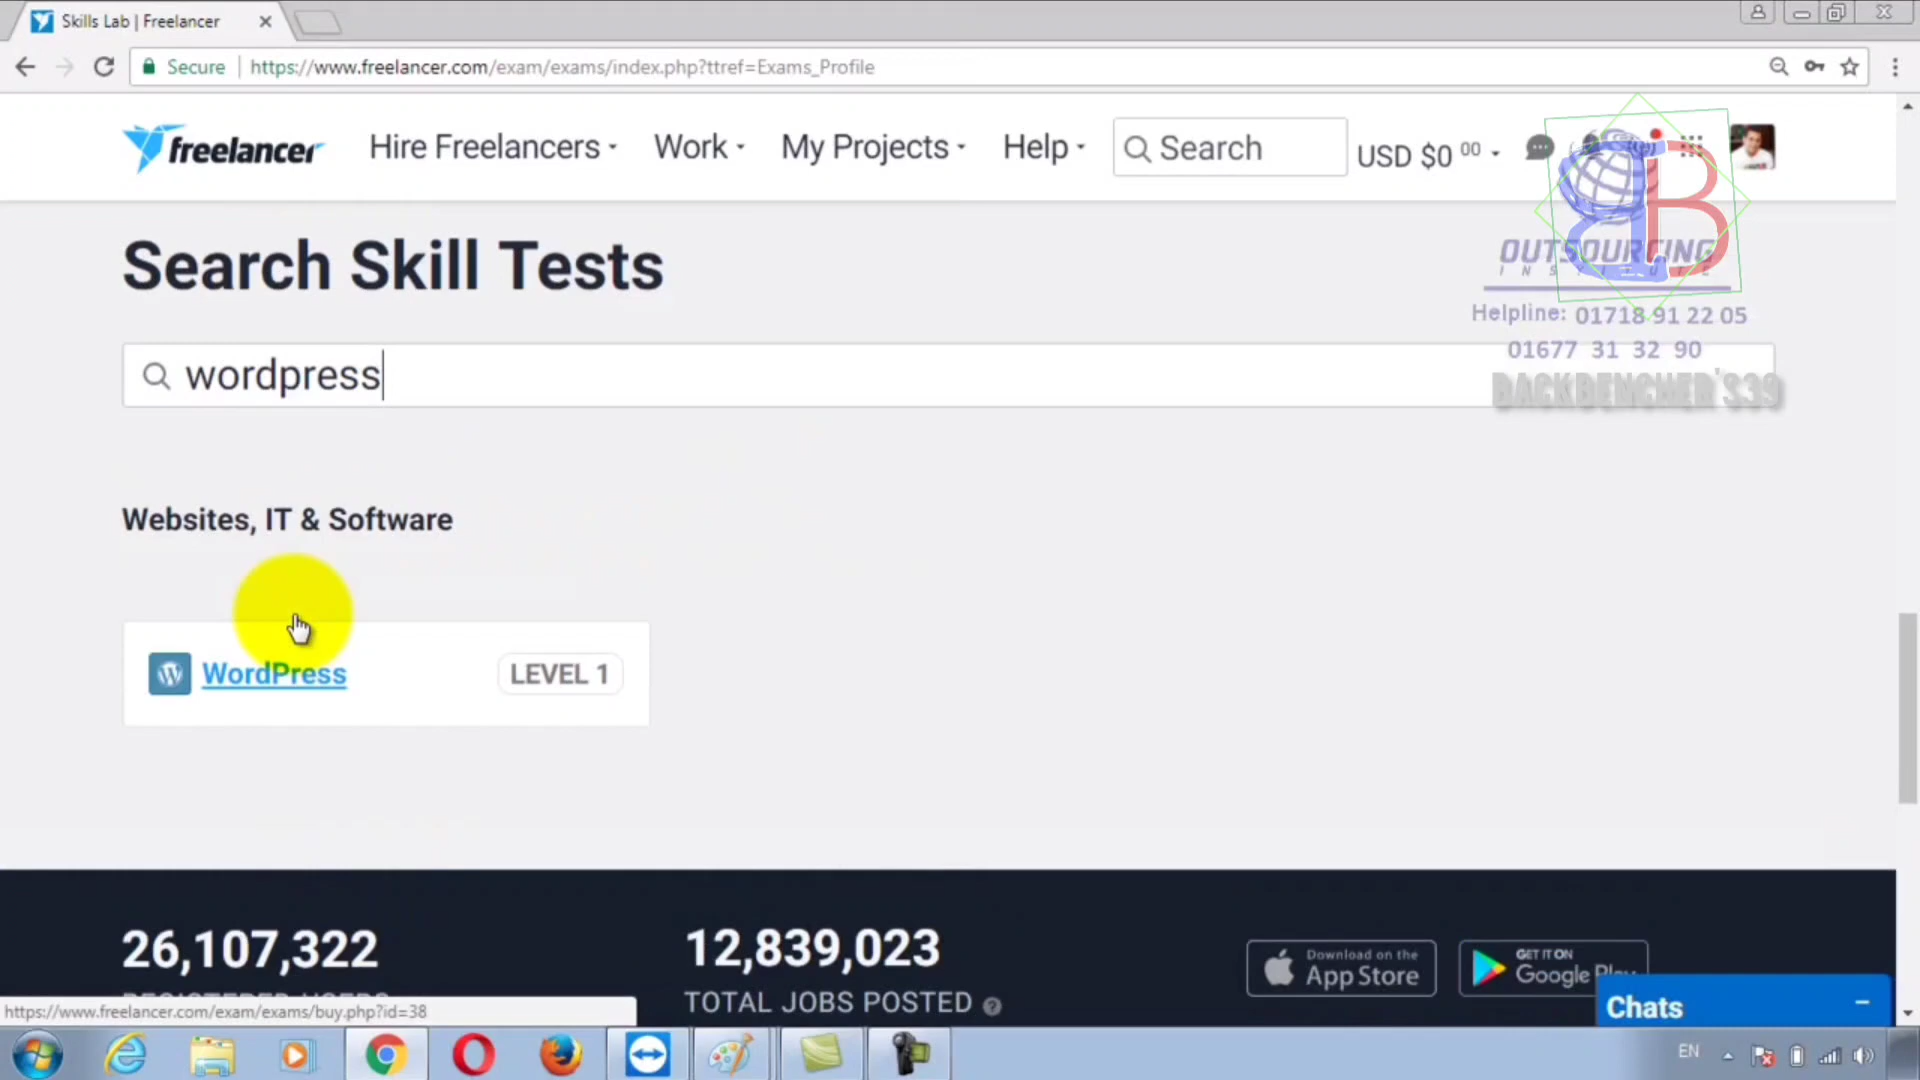 Skills Lab | Freelancer
Secure
https://www.freelancer.com/exam/exams/index.php?ttref=Exams_Profile
freelancer
Hire Freelancers
Work
My Projects
Help
Search
USD $0 00
OUTSOURCING
Helpline: 01718 91 22 05
01677 31 32 90
BACKBENCHER'S39
Search Skill Tests
wordpress
Websites, IT & Software
WordPress
LEVEL 1
26,107,322
12,839,023
TOTAL JOBS POSTED
Download on the
App Store
GET IT ON
Google Play
Chats
https://www.freelancer.com/exam/exams/buy.php?id=38
EN